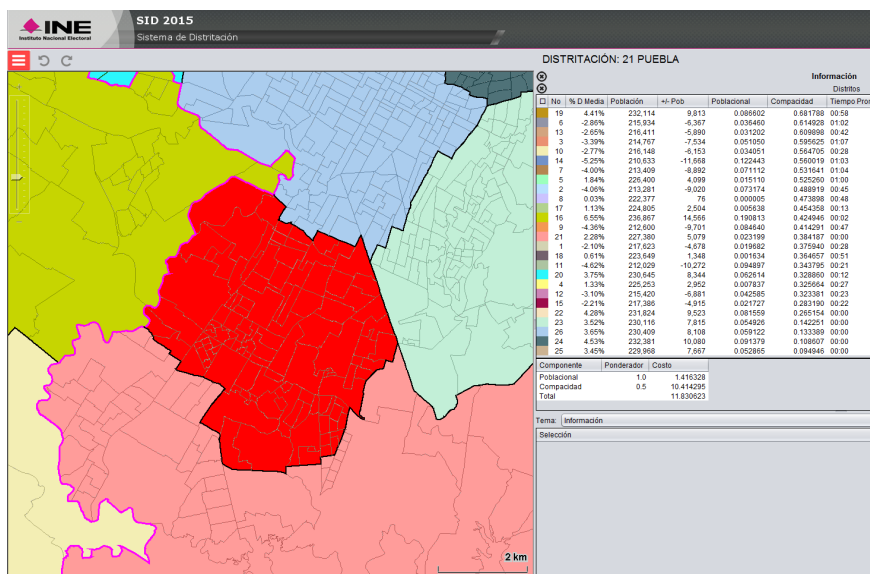 INE
SID 2015
Instituto Nacional Electoral
Sistema de Distritación
DISTRITACIÓN: 21 PUEBLA
Información
Distritos
No % D Media Población +/- Pob Poblacional Compacidad Tiempo Pron
19 4.41% 232,114 9,813 0.086602 0.681788 00:58
6 -2.86% 215,934 -6,367 0.036460 0.614928 01:02
13 -2.65% 216,411 -5,890 0.031202 0.609898 00:42
3 -3.39% 214,767 -7,534 0.051050 0.595625 01:07
10 -2.77% 216,148 -6,153 0.034051 0.564705 00:28
14 -5.25% 210,633 -11,668 0.122443 0.560019 01:03
7 -4.00% 213,409 -8,892 0.071112 0.531641 01:04
5 1.84% 226,400 4,099 0.015110 0.525260 01:00
2 -4.06% 213,281 -9,020 0.073174 0.488919 00:45
8 0.03% 222,377 76 0.000005 0.473898 00:48
17 1.13% 224,805 2,504 0.005638 0.454358 00:13
16 6.55% 236,867 14,566 0.190813 0.424946 00:02
9 -4.36% 212,600 -9,701 0.084640 0.414291 00:47
21 2.28% 227,380 5,079 0.023199 0.384187 00:00
1 -2.10% 217,623 -4,678 0.019682 0.375940 00:28
18 0.61% 223,649 1,348 0.001634 0.364657 00:51
11 -4.62% 212,029 -10,272 0.094897 0.343795 00:21
20 3.75% 230,645 8,344 0.062614 0.328860 00:12
4 1.33% 225,253 2,952 0.007837 0.325664 00:27
12 -3.10% 215,420 -6,881 0.042585 0.323381 00:23
15 -2.21% 217,386 -4,915 0.021727 0.283190 00:22
22 4.28% 231,824 9,523 0.081559 0.265154 00:00
23 3.52% 230,116 7,815 0.054926 0.142251 00:00
26 3.65% 230,409 8,108 0.059122 0.133389 00:00
24 4.53% 232,381 10,080 0.091379 0.108607 00:00
25 3.45% 229,968 7,667 0.052865 0.094946 00:00
Componente Ponderador Costo
Poblacional 1.0 1.416328
Compacidad 0.5 10.414295
Total 11.830623
Tema: Información
Selección
2 km